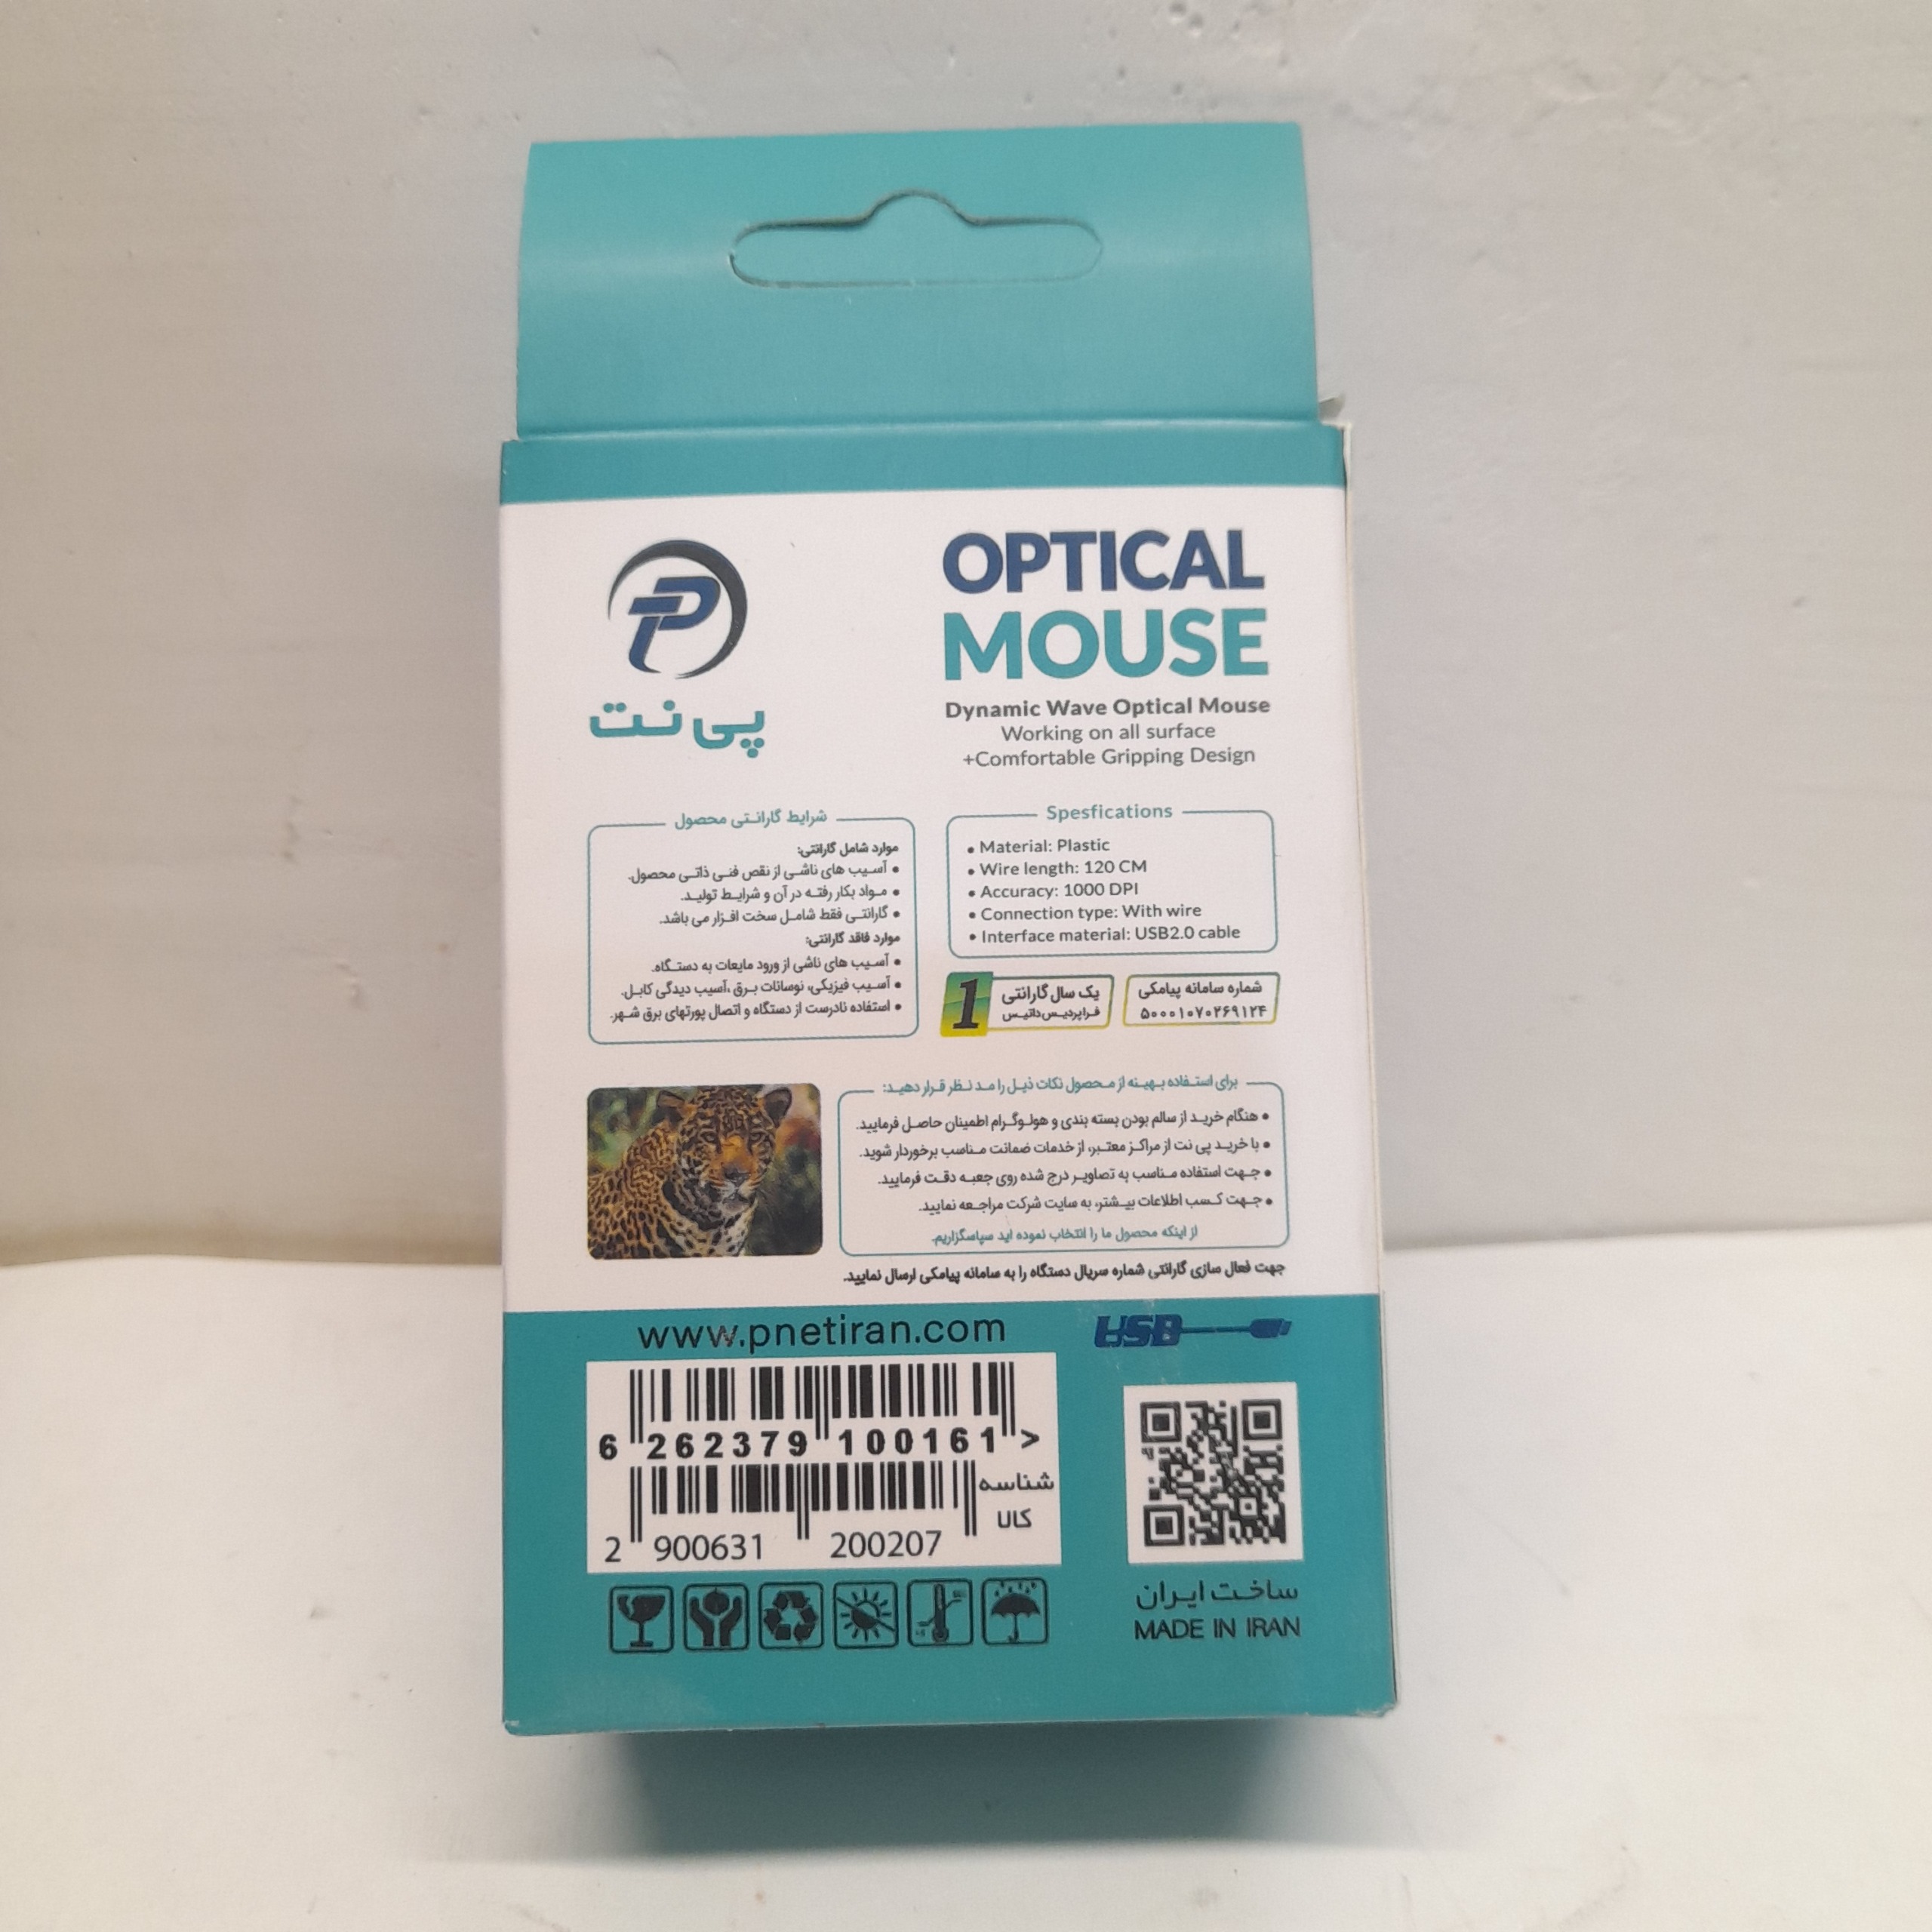 پی نت
OPTICAL
MOUSE
Dynamic Wave Optical Mouse
Working on all surface
+Comfortable Gripping Design
شرایط گارانتی محصول
موارد شامل گارانتی:
• آسیب های ناشی از نقص فنی ذاتی محصول.
• مواد بکار رفته در آن و شرایط تولید.
• گارانتی فقط شامل سخت افزار می باشد.
موارد فاقد گارانتی:
• آسیب های ناشی از ورود مایعات به دستگاه.
• آسیب فیزیکی، نوسانات برق ،آسیب دیدگی کابل.
• استفاده نادرست از دستگاه و اتصال پورتهای برق شهر.
Spesfications
• Material: Plastic
• Wire length: 120 CM
• Accuracy: 1000 DPI
• Connection type: With wire
• Interface material: USB2.0 cable
1
یک سال گارانتی
فراپردیس داتیس
شماره سامانه پیامکی
۵۰۰۰۱۰۷۰۲۶۹۱۲۴
برای استفاده بهینه از محصول نکات ذیل را مد نظر قرار دهید:
• هنگام خرید از سالم بودن بسته بندی و هولوگرام اطمینان حاصل فرمایید.
• با خرید پی نت از مراکز معتبر، از خدمات ضمانت مناسب برخوردار شوید.
• جهت استفاده مناسب به تصاویر درج شده روی جعبه دقت فرمایید.
• جهت کسب اطلاعات بیشتر، به سایت شرکت مراجعه نمایید.
از اینکه محصول ما را انتخاب نموده اید سپاسگزاریم.
جهت فعال سازی گارانتی شماره سریال دستگاه را به سامانه پیامکی ارسال نمایید.
www.pnetiran.com
USB
6 262379 100161 >
شناسه
کالا
2 900631 200207
ساخت ایران
MADE IN IRAN